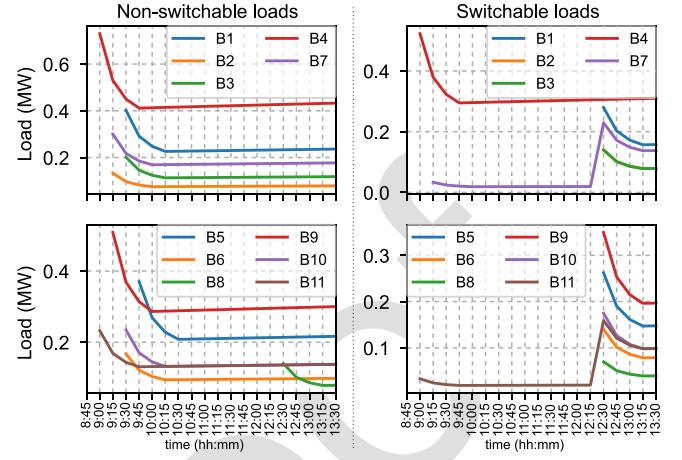 Non-switchable loads
Switchable loads
Load (MW)
0.6
0.4
0.2
B1
B2
B3
B4
B7
0.4
0.2
0.0
B1
B2
B3
B4
B7
Load (MW)
0.4
0.2
B5
B6
B8
B9
B10
B11
0.3
0.2
0.1
B5
B6
B8
B9
B10
B11
8:45
9:00
9:15
9:30
9:45
10:00
10:15
10:30
10:45
11:00
11:15
11:30
11:45
12:00
12:15
12:30
12:45
13:00
13:15
13:30
time (hh:mm)
8:45
9:00
9:15
9:30
9:45
10:00
10:15
10:30
10:45
11:00
11:15
11:30
11:45
12:00
12:15
12:30
12:45
13:00
13:15
13:30
time (hh:mm)